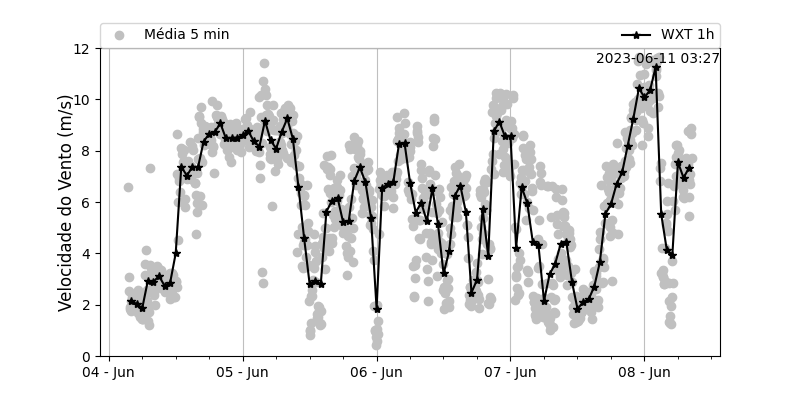 Média 5 min
WXT 1h
2023-06-11 03:27
Velocidade do Vento (m/s)
12
10
8
6
4
2
0
04 - Jun
05 - Jun
06 - Jun
07 - Jun
08 - Jun